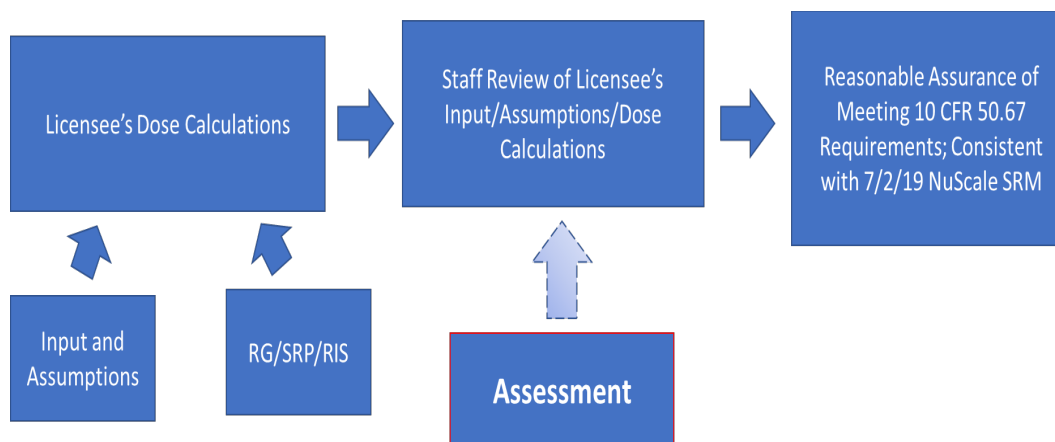 Licensee's Dose Calculations
Staff Review of Licensee's
Input/Assumptions/Dose
Calculations
Reasonable Assurance of
Meeting 10 CFR 50.67
Requirements; Consistent
with 7/2/19 NuScale SRM
Input and
Assumptions
RG/SRP/RIS
Assessment